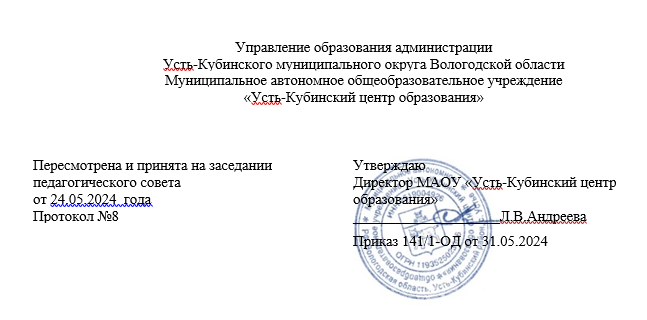 Управление образования администрации
Усть-Кубинского муниципального округа Вологодской области
Муниципальное автономное общеобразовательное учреждение
«Усть-Кубинский центр образования»
Пересмотрена и принята на заседании
педагогического совета
от 24.05.2024 года
Протокол №8
Утверждаю
Директор МАОУ «Усть-Кубинский центр
образования»
____________________Л.В.Андреева
Приказ 141/1-ОД от 31.05.2024